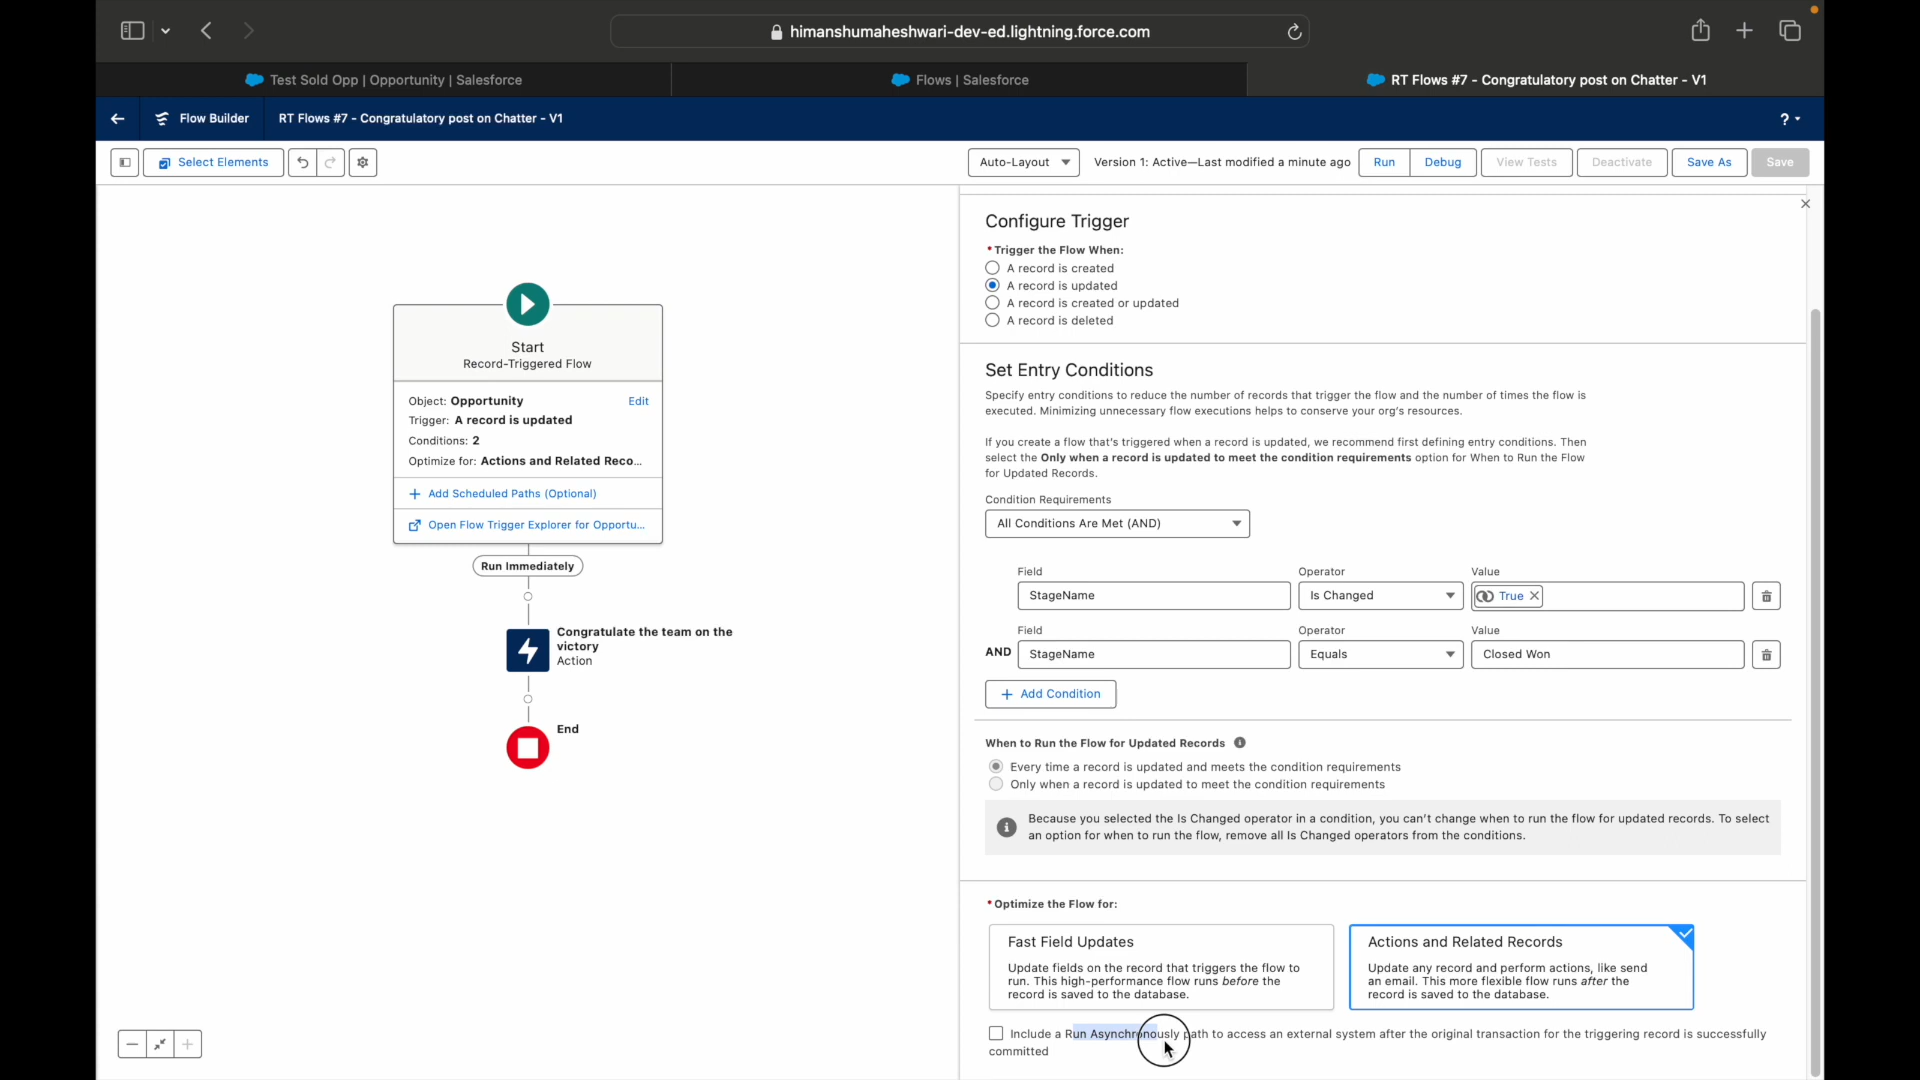 himanshumaheshwari-dev-ed.lightning.force.com
Test Sold Opp | Opportunity | Salesforce
Flows | Salesforce
RT Flows #7 - Congratulatory post on Chatter - V1
Flow Builder
RT Flows #7 - Congratulatory post on Chatter - V1
?
Select Elements
Auto-Layout
Version 1: Active—Last modified a minute ago
Run
Debug
View Tests
Deactivate
Save As
Save
Start
Record-Triggered Flow
Object: Opportunity
Edit
Trigger: A record is updated
Conditions: 2
Optimize for: Actions and Related Reco...
Add Scheduled Paths (Optional)
Open Flow Trigger Explorer for Opportu...
Run Immediately
Congratulate the team on the
victory
Action
End
Configure Trigger
*Trigger the Flow When:
A record is created
A record is updated
A record is created or updated
A record is deleted
Set Entry Conditions
Specify entry conditions to reduce the number of records that trigger the flow and the number of times the flow is
executed. Minimizing unnecessary flow executions helps to conserve your org's resources.
If you create a flow that's triggered when a record is updated, we recommend first defining entry conditions. Then
select the Only when a record is updated to meet the condition requirements option for When to Run the Flow
for Updated Records.
Condition Requirements
All Conditions Are Met (AND)
Field
Operator
Value
StageName
Is Changed
True
Field
Operator
Value
AND
StageName
Equals
Closed Won
Add Condition
When to Run the Flow for Updated Records
Every time a record is updated and meets the condition requirements
Only when a record is updated to meet the condition requirements
Because you selected the Is Changed operator in a condition, you can't change when to run the flow for updated records. To select
an option for when to run the flow, remove all Is Changed operators from the conditions.
*Optimize the Flow for:
Fast Field Updates
Update fields on the record that triggers the flow to
run. This high-performance flow runs before the
record is saved to the database.
Actions and Related Records
Update any record and perform actions, like send
an email. This more flexible flow runs after the
record is saved to the database.
Include a Run Asynchronously path to access an external system after the original transaction for the triggering record is successfully
committed